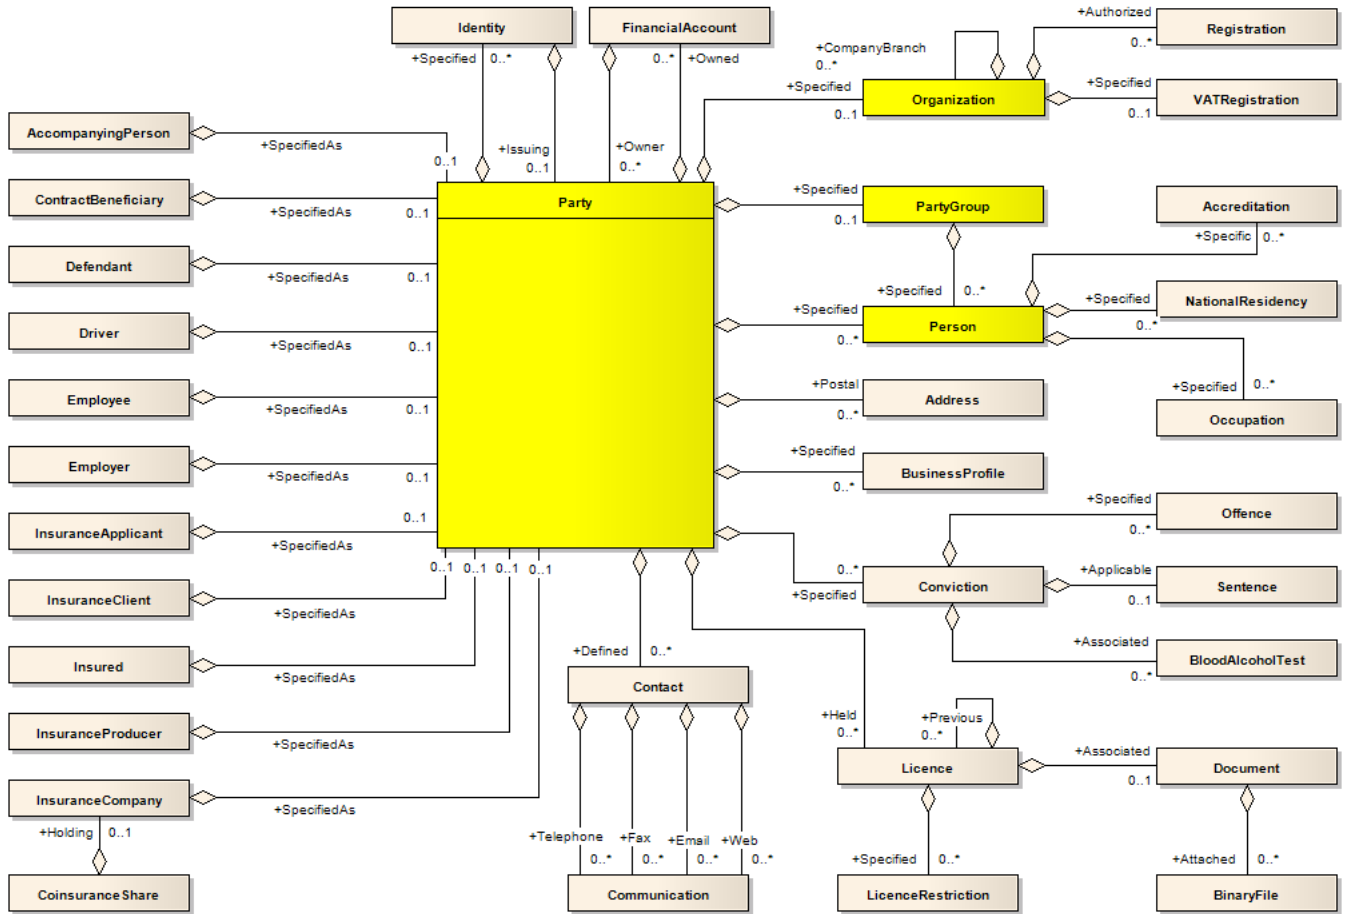 Identity
FinancialAccount
+Specified 0..*
0..* +Owned
+Issuing
0..1
+Owner
0..*
+CompanyBranch
0..*
+Authorized
0..*
Registration
+Specified
0..1
Organization
+Specified
0..1
VATRegistration
AccompanyingPerson
+SpecifiedAs
0..1
ContractBeneficiary
+SpecifiedAs
0..1
Defendant
+SpecifiedAs
0..1
Driver
+SpecifiedAs
0..1
Employee
+SpecifiedAs
0..1
Employer
+SpecifiedAs
0..1
InsuranceApplicant
+SpecifiedAs
0..1
InsuranceClient
+SpecifiedAs
0..1
Insured
+SpecifiedAs
0..1
InsuranceProducer
+SpecifiedAs
0..1
InsuranceCompany
+SpecifiedAs
0..1
+Holding 0..1
CoinsuranceShare
Party
+Specified
0..1
PartyGroup
+Specified 0..*
+Specified
0..*
Person
Accreditation
+Specific 0..*
+Specified
0..*
NationalResidency
+Specified 0..*
Occupation
+Postal
0..*
Address
+Specified
0..*
BusinessProfile
0..*
+Specified
Conviction
+Specified
0..*
Offence
+Applicable
0..1
Sentence
+Associated
0..*
BloodAlcoholTest
+Defined 0..*
Contact
+Telephone
0..*
+Fax
0..*
+Email
0..*
+Web
0..*
Communication
+Held
0..*
+Previous
0..*
Licence
+Associated
0..1
Document
+Specified 0..*
LicenceRestriction
+Attached 0..*
BinaryFile